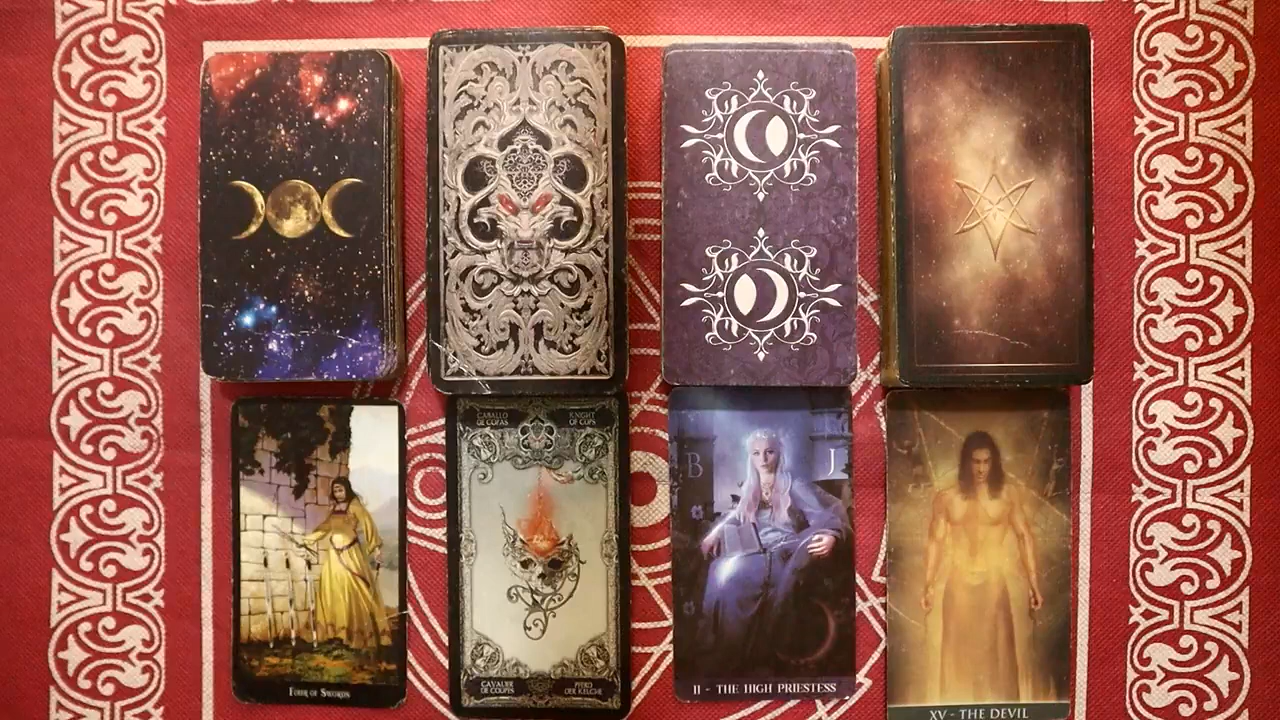 Four of Swords
CABALLO
DE COPAS
KNIGHT
OF CUPS
CAVALIER
DE COUPES
PFERD
DER KELCHE
B
J
II - THE HIGH PRIESTESS
XV - THE DEVIL